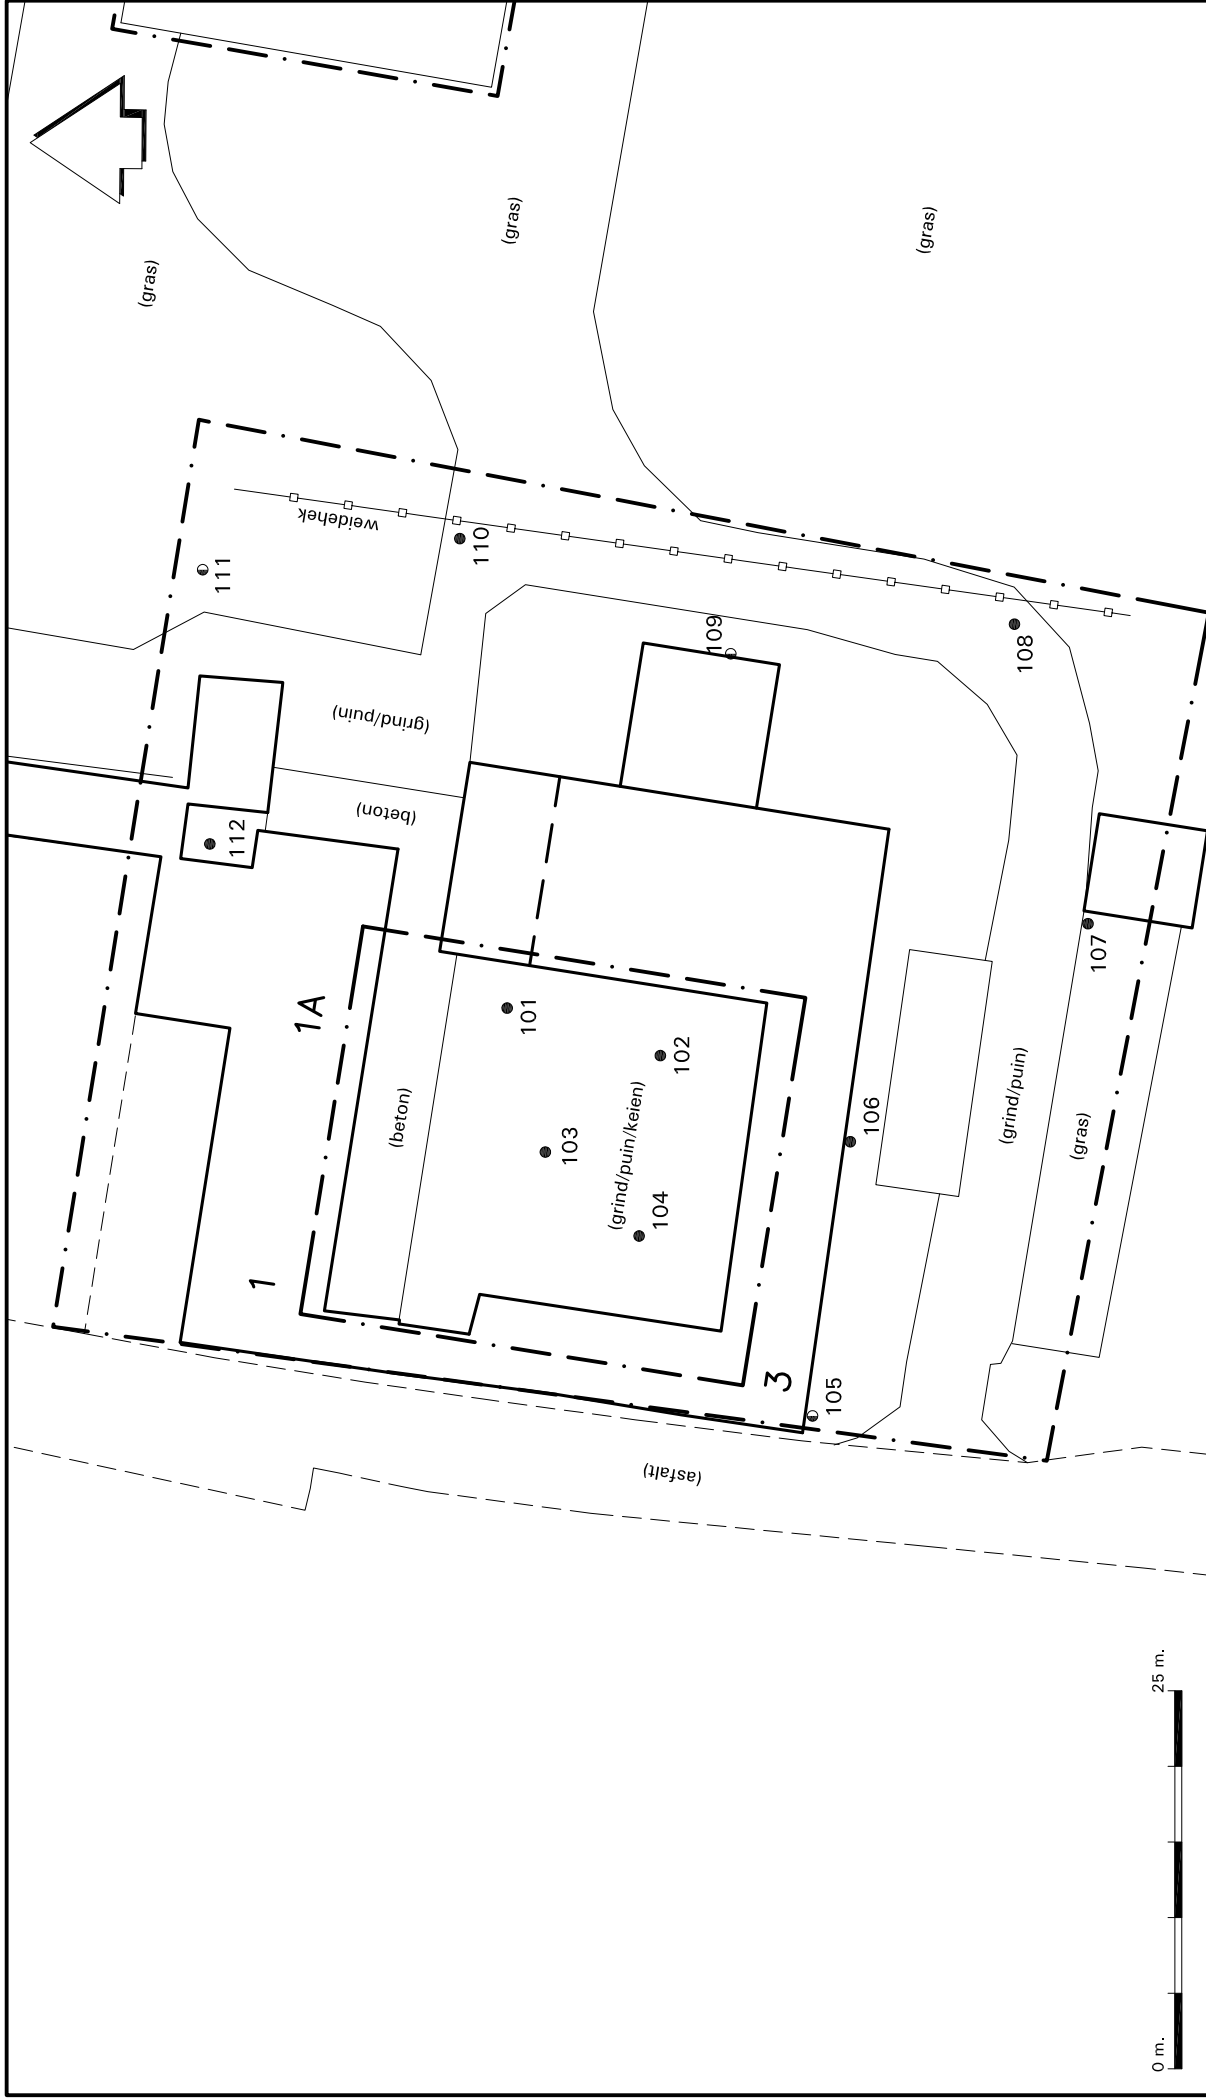 (gras)
(gras)
(gras)
weidehek
111
110
109
108
(grind/puin)
(beton)
112
107
1A
101
102
(beton)
103
(grind/puin/keien)
104
106
(grind/puin)
(gras)
1
3
105
(asfalt)
0 m.
25 m.